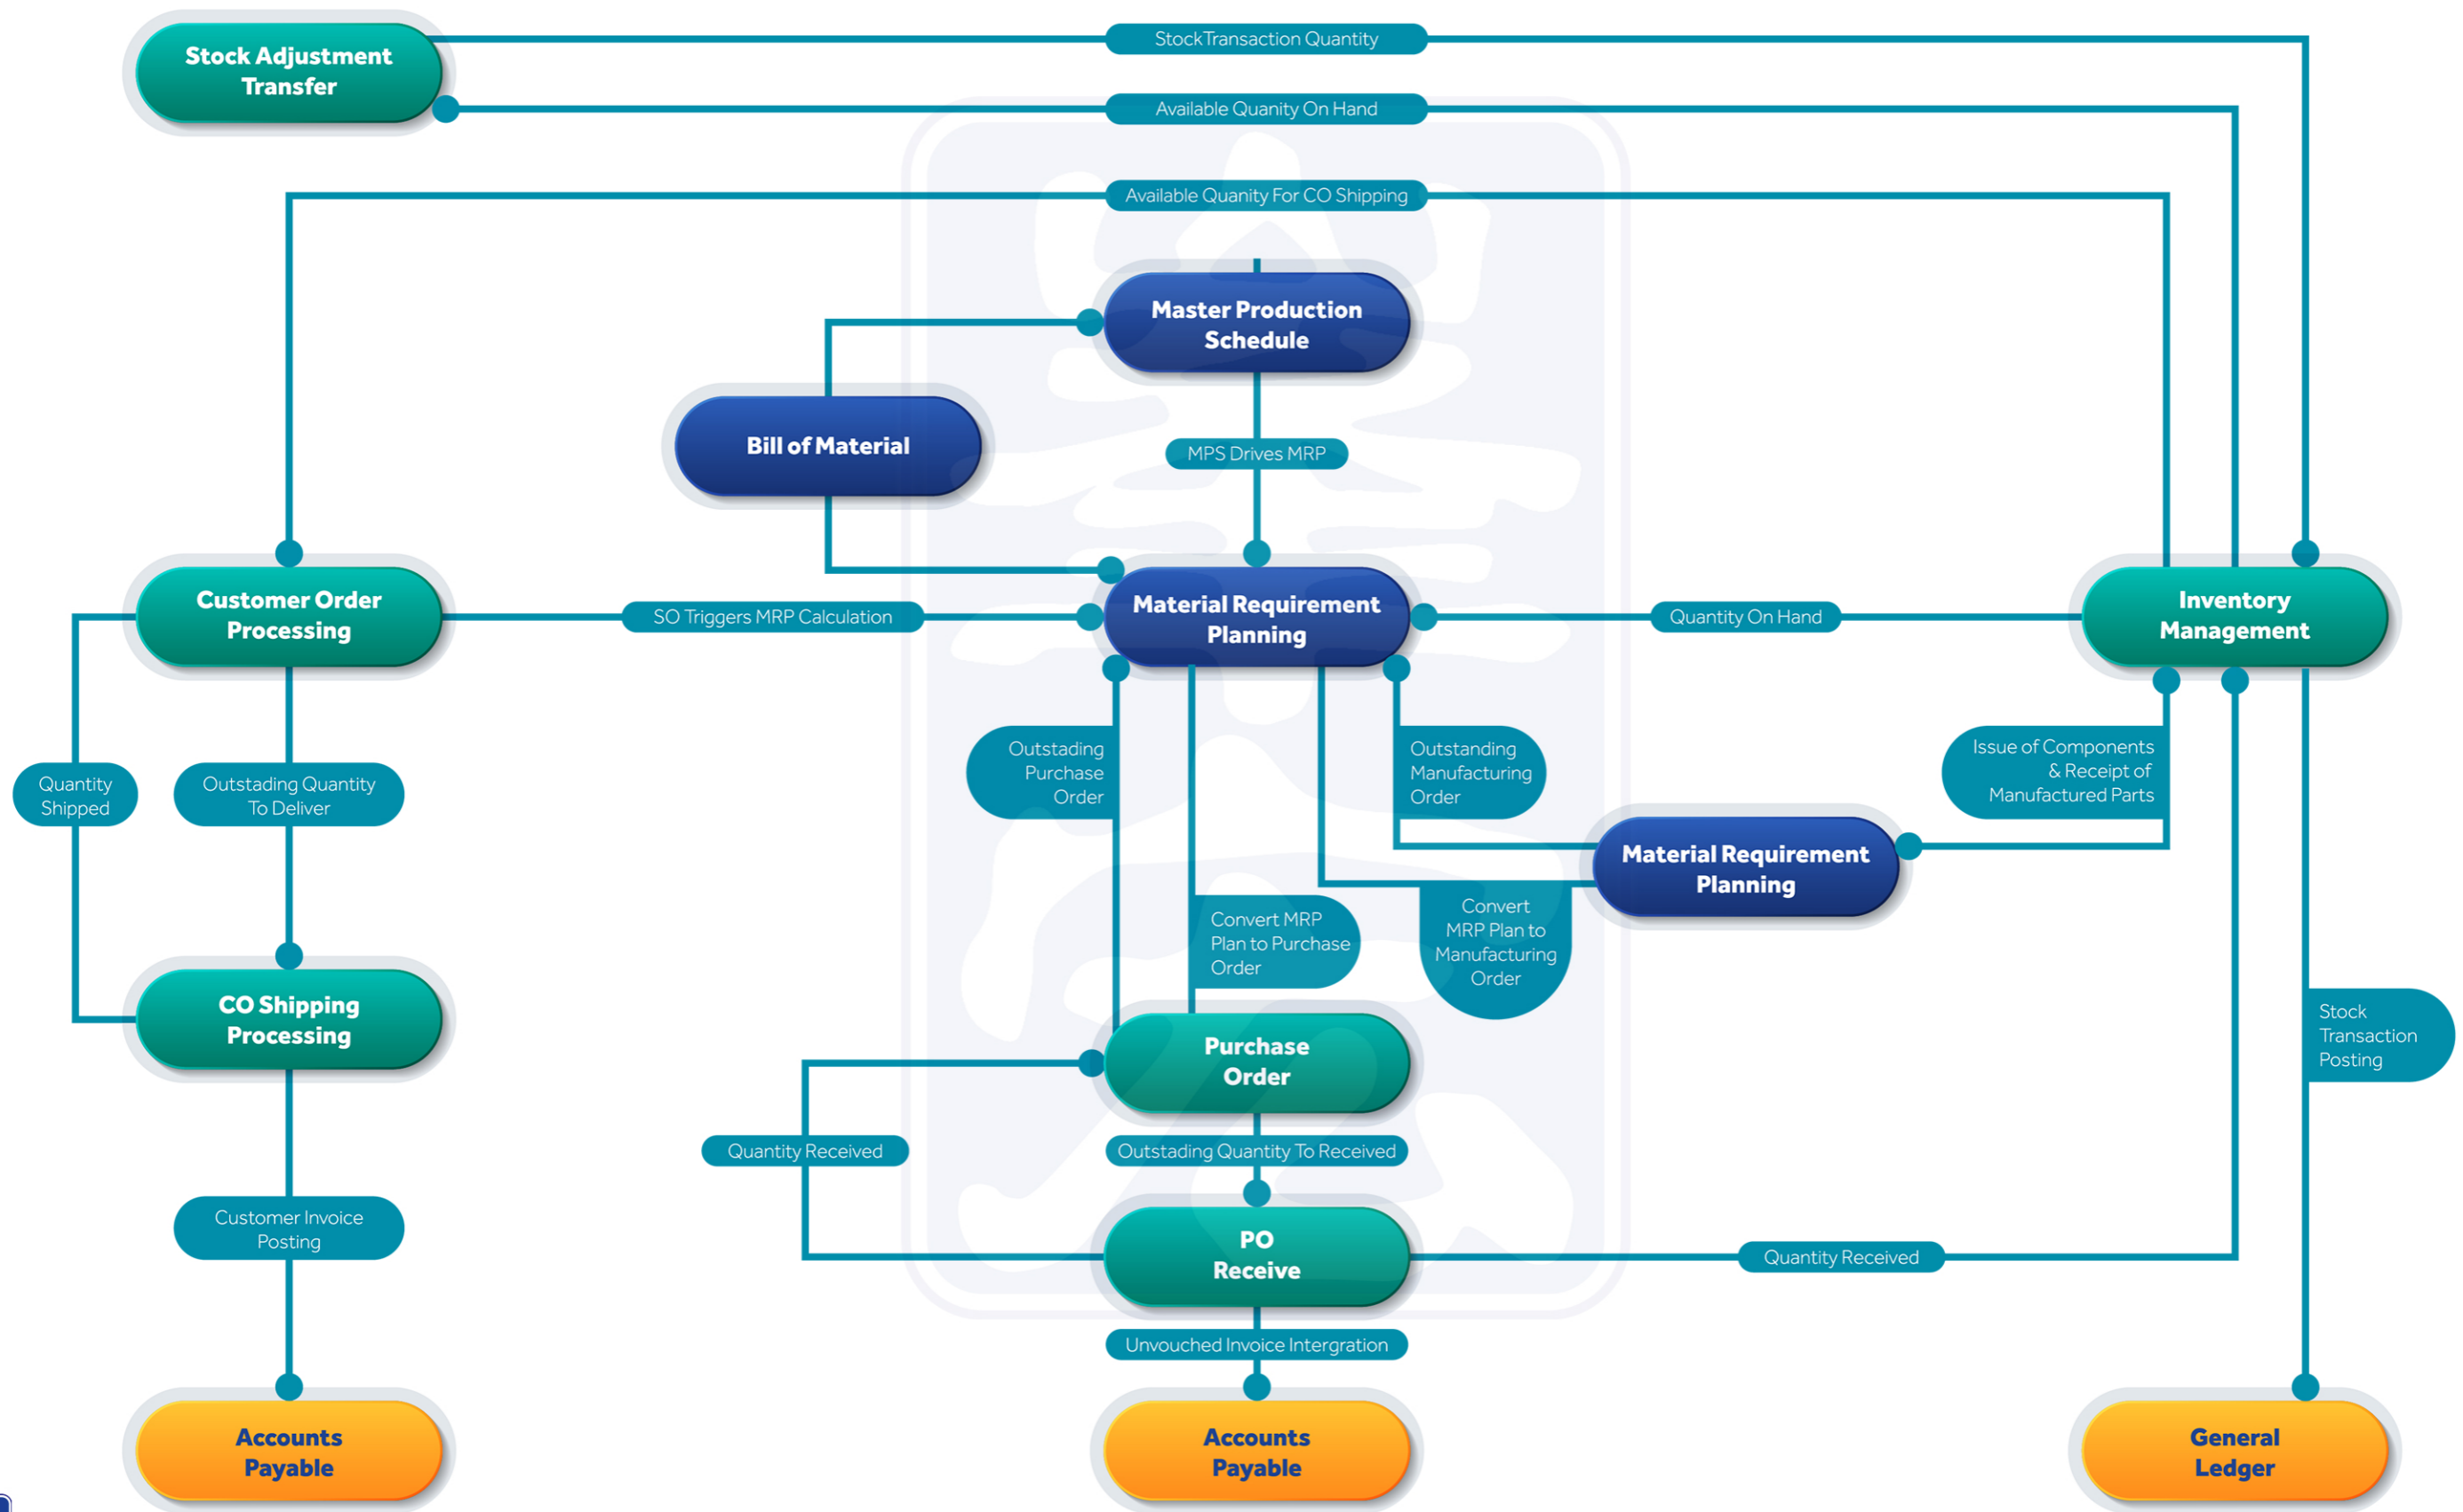 Stock Adjustment
Transfer
StockTransaction Quantity
Available Quanity On Hand
Available Quanity For CO Shipping
Master Production
Schedule
Bill of Material
MPS Drives MRP
Customer Order
Processing
SO Triggers MRP Calculation
Material Requirement
Planning
Quantity On Hand
Inventory
Management
Quantity
Shipped
Outstading Quantity
To Deliver
Outstading
Purchase
Order
Outstanding
Manufacturing
Order
Issue of Components
& Receipt of
Manufactured Parts
Material Requirement
Planning
Convert MRP
Plan to Purchase
Order
Convert
MRP Plan to
Manufacturing
Order
CO Shipping
Processing
Purchase
Order
Stock
Transaction
Posting
Quantity Received
Outstading Quantity To Received
Customer Invoice
Posting
PO
Receive
Quantity Received
Unvouched Invoice Intergration
Accounts
Payable
Accounts
Payable
General
Ledger